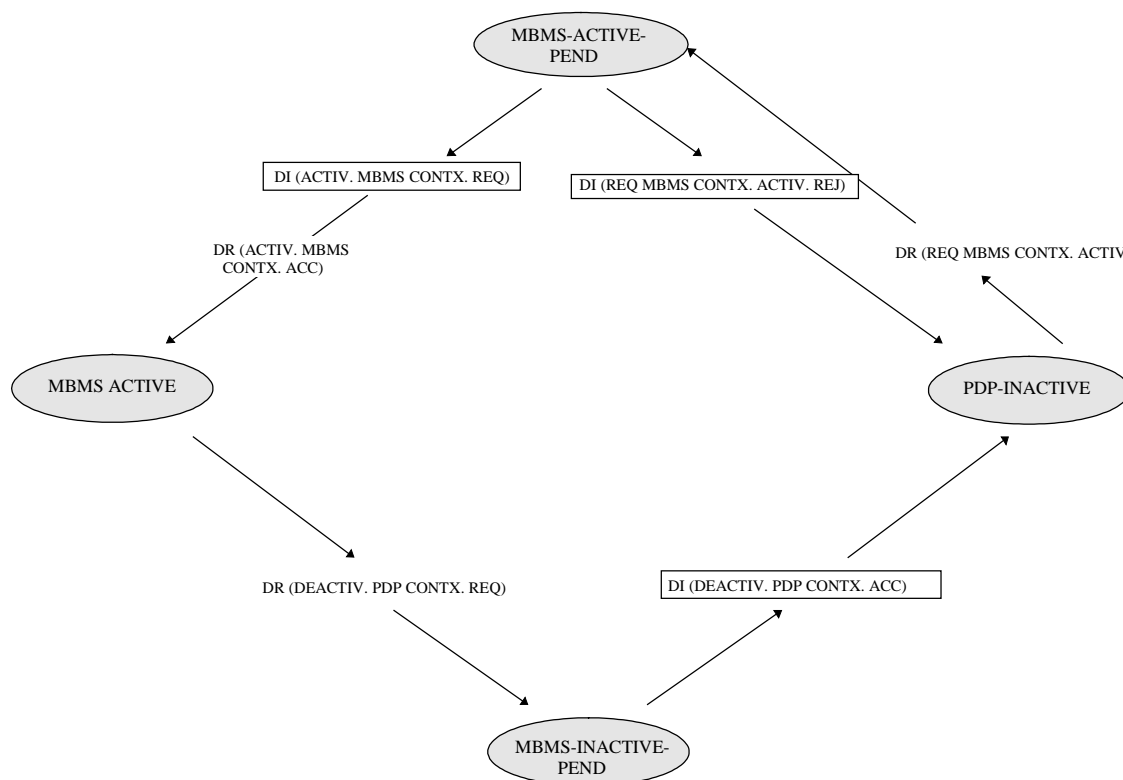 MBMS-ACTIVE-
PEND
DI (ACTIV. MBMS CONTX. REQ)
DI (REQ MBMS CONTX. ACTIV. REJ)
DR (ACTIV. MBMS
CONTX. ACC)
DR (REQ MBMS CONTX. ACTIV
MBMS ACTIVE
PDP-INACTIVE
DR (DEACTIV. PDP CONTX. REQ)
DI (DEACTIV. PDP CONTX. ACC)
MBMS-INACTIVE-
PEND